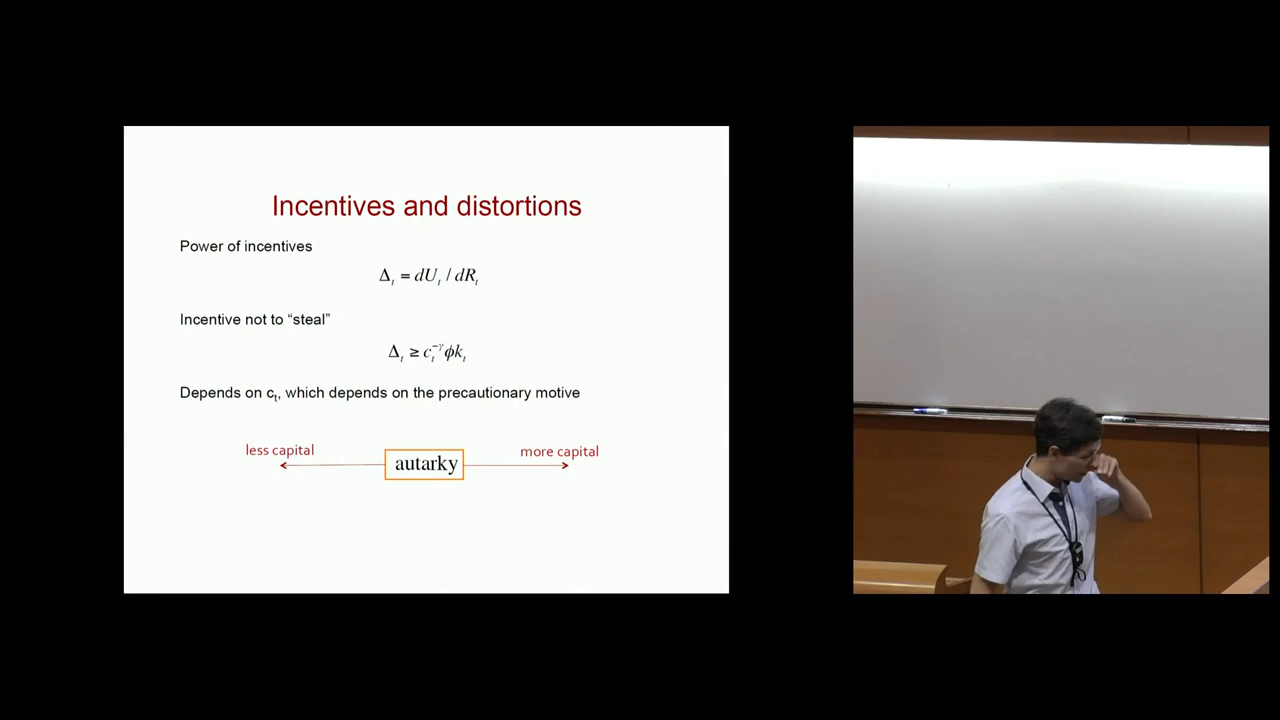 Incentives and distortions
Power of incentives
Δₜ = dUₜ / dRₜ
Incentive not to “steal”
Δₜ ≥ cₜ^−γ ϕkₜ
Depends on cₜ, which depends on the precautionary motive
less capital
autarky
more capital